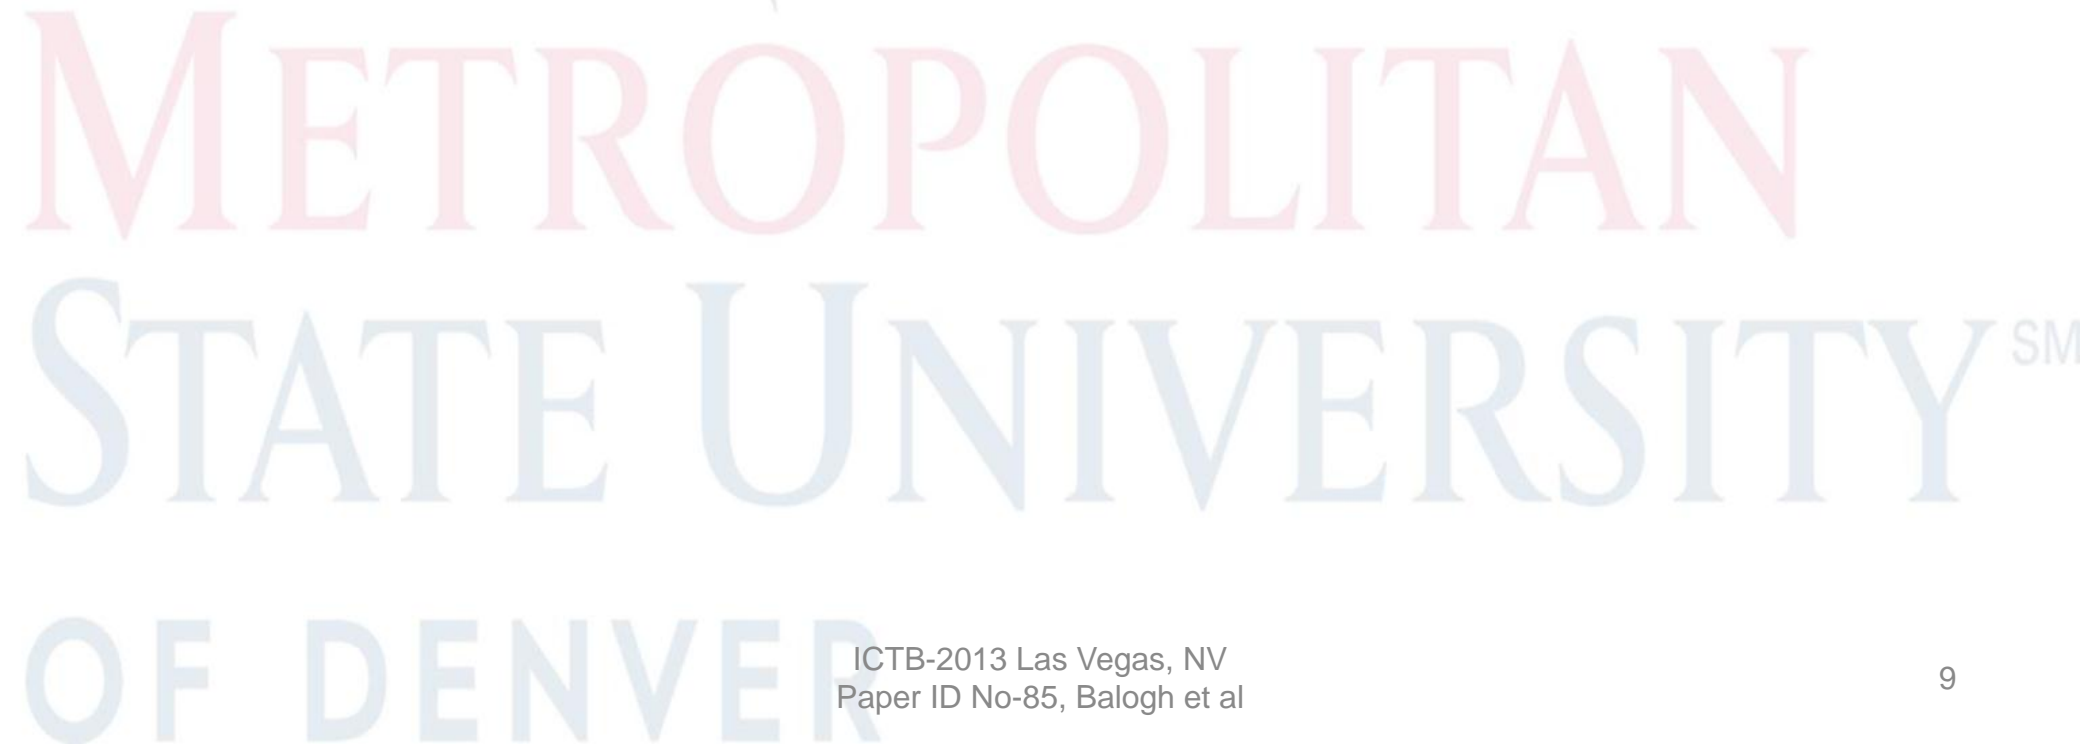 METROPOLITAN
STATE UNIVERSITY SM
OF DENVER
ICTB-2013 Las Vegas, NV
Paper ID No-85, Balogh et al
9